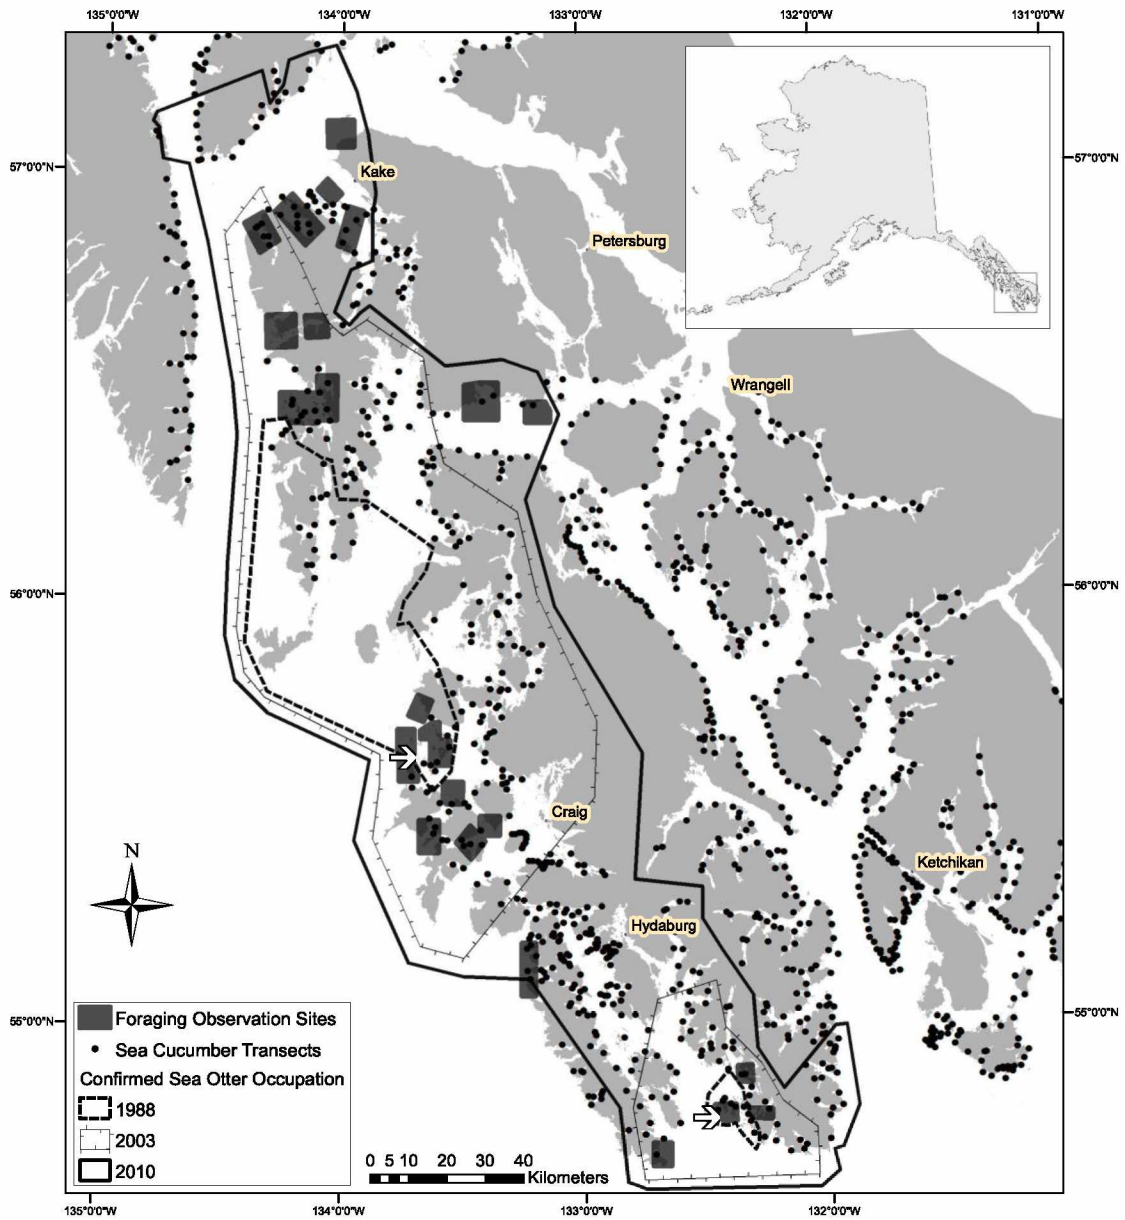 135°0'0"W 134°0'0"W 133°0'0"W 132°0'0"W 131°0'0"W
57°0'0"N 57°0'0"N
Kake
Petersburg
Wrangell
56°0'0"N 56°0'0"N
Craig
Ketchikan
N
Hydaburg
55°0'0"N 55°0'0"N
Foraging Observation Sites
Sea Cucumber Transects
Confirmed Sea Otter Occupation
1988
2003
2010
0 5 10 20 30 40
Kilometers
135°0'0"W 134°0'0"W 133°0'0"W 132°0'0"W